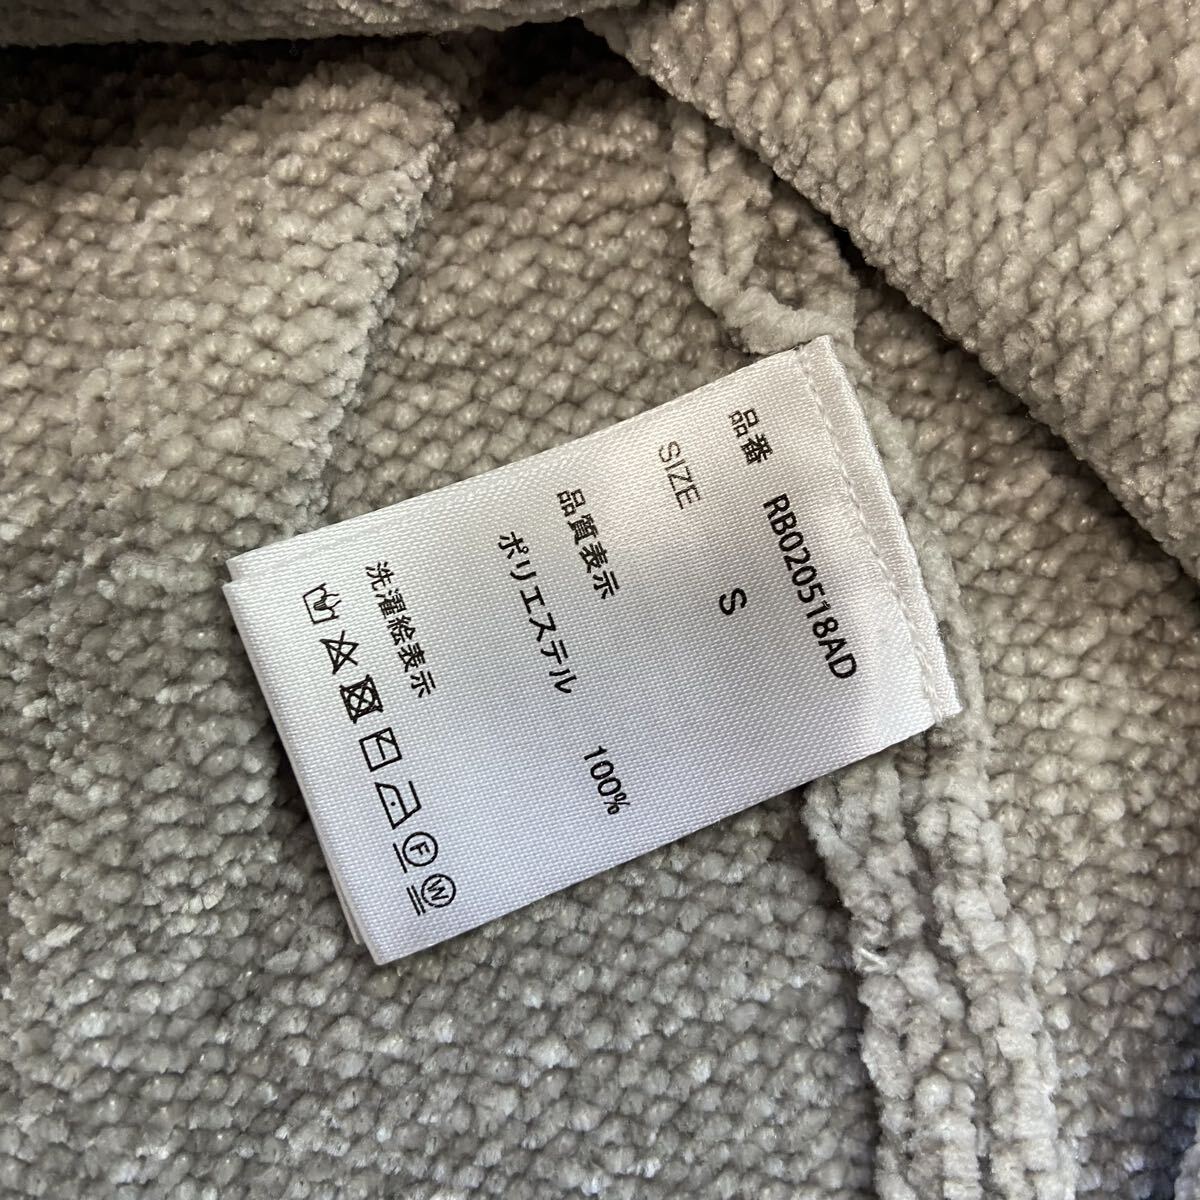 品番 RB020518AD
SIZE S
品質表示
ポリエステル 100%
洗濯絵表示
F W